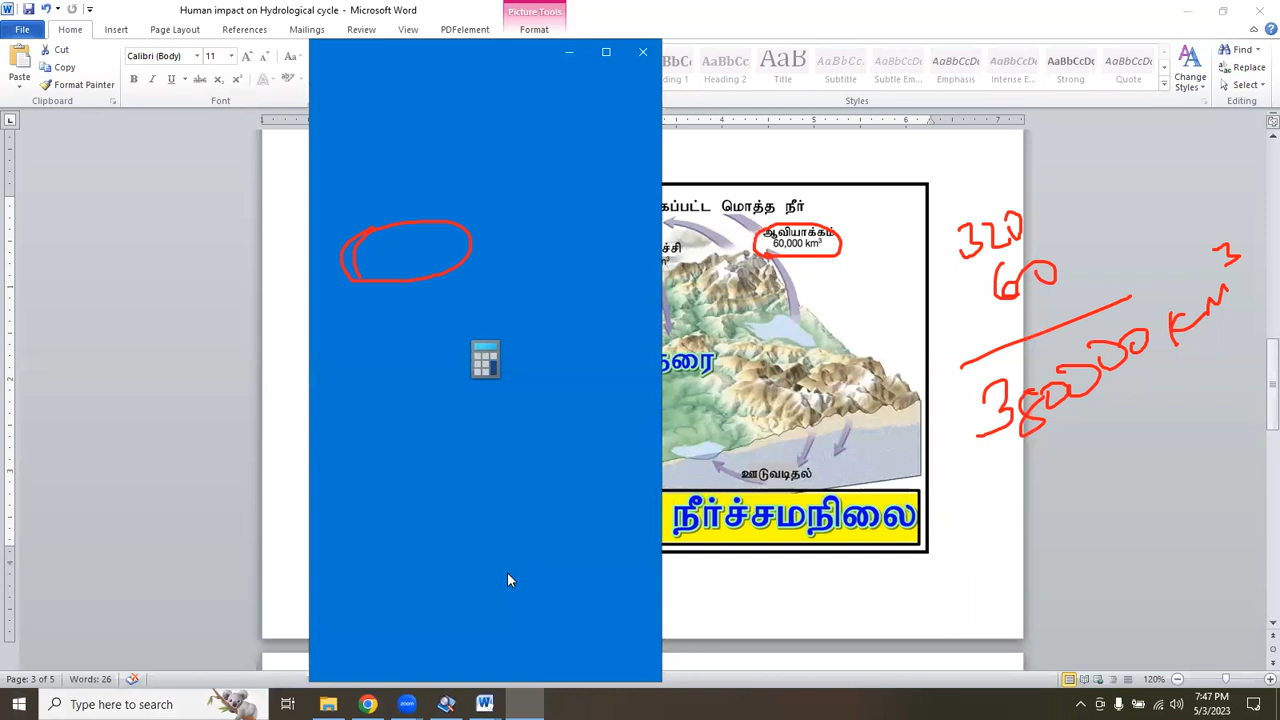 Human impact on Hydrological cycle - Microsoft Word
Picture Tools
File Home Insert Page Layout References Mailings Review View PDFelement Format
Paste
Cut
Copy
Format Painter
Clipboard
Calibri (Body) 11
Font
Heading 2 Title Subtitle Subtle Em... Emphasis Intense E... Strong Quote
Change Styles
Styles
Find
Replace
Select
Editing
கப்பட்ட மொத்த நீர்
ஆவியாக்கம்
60,000 km³
320
60
380000 km³
ஊடுவடிதல்
நீர்ச்சமநிலை
Page: 3 of 5 Words: 26
120%
Type here to search
7:47 PM
5/3/2023